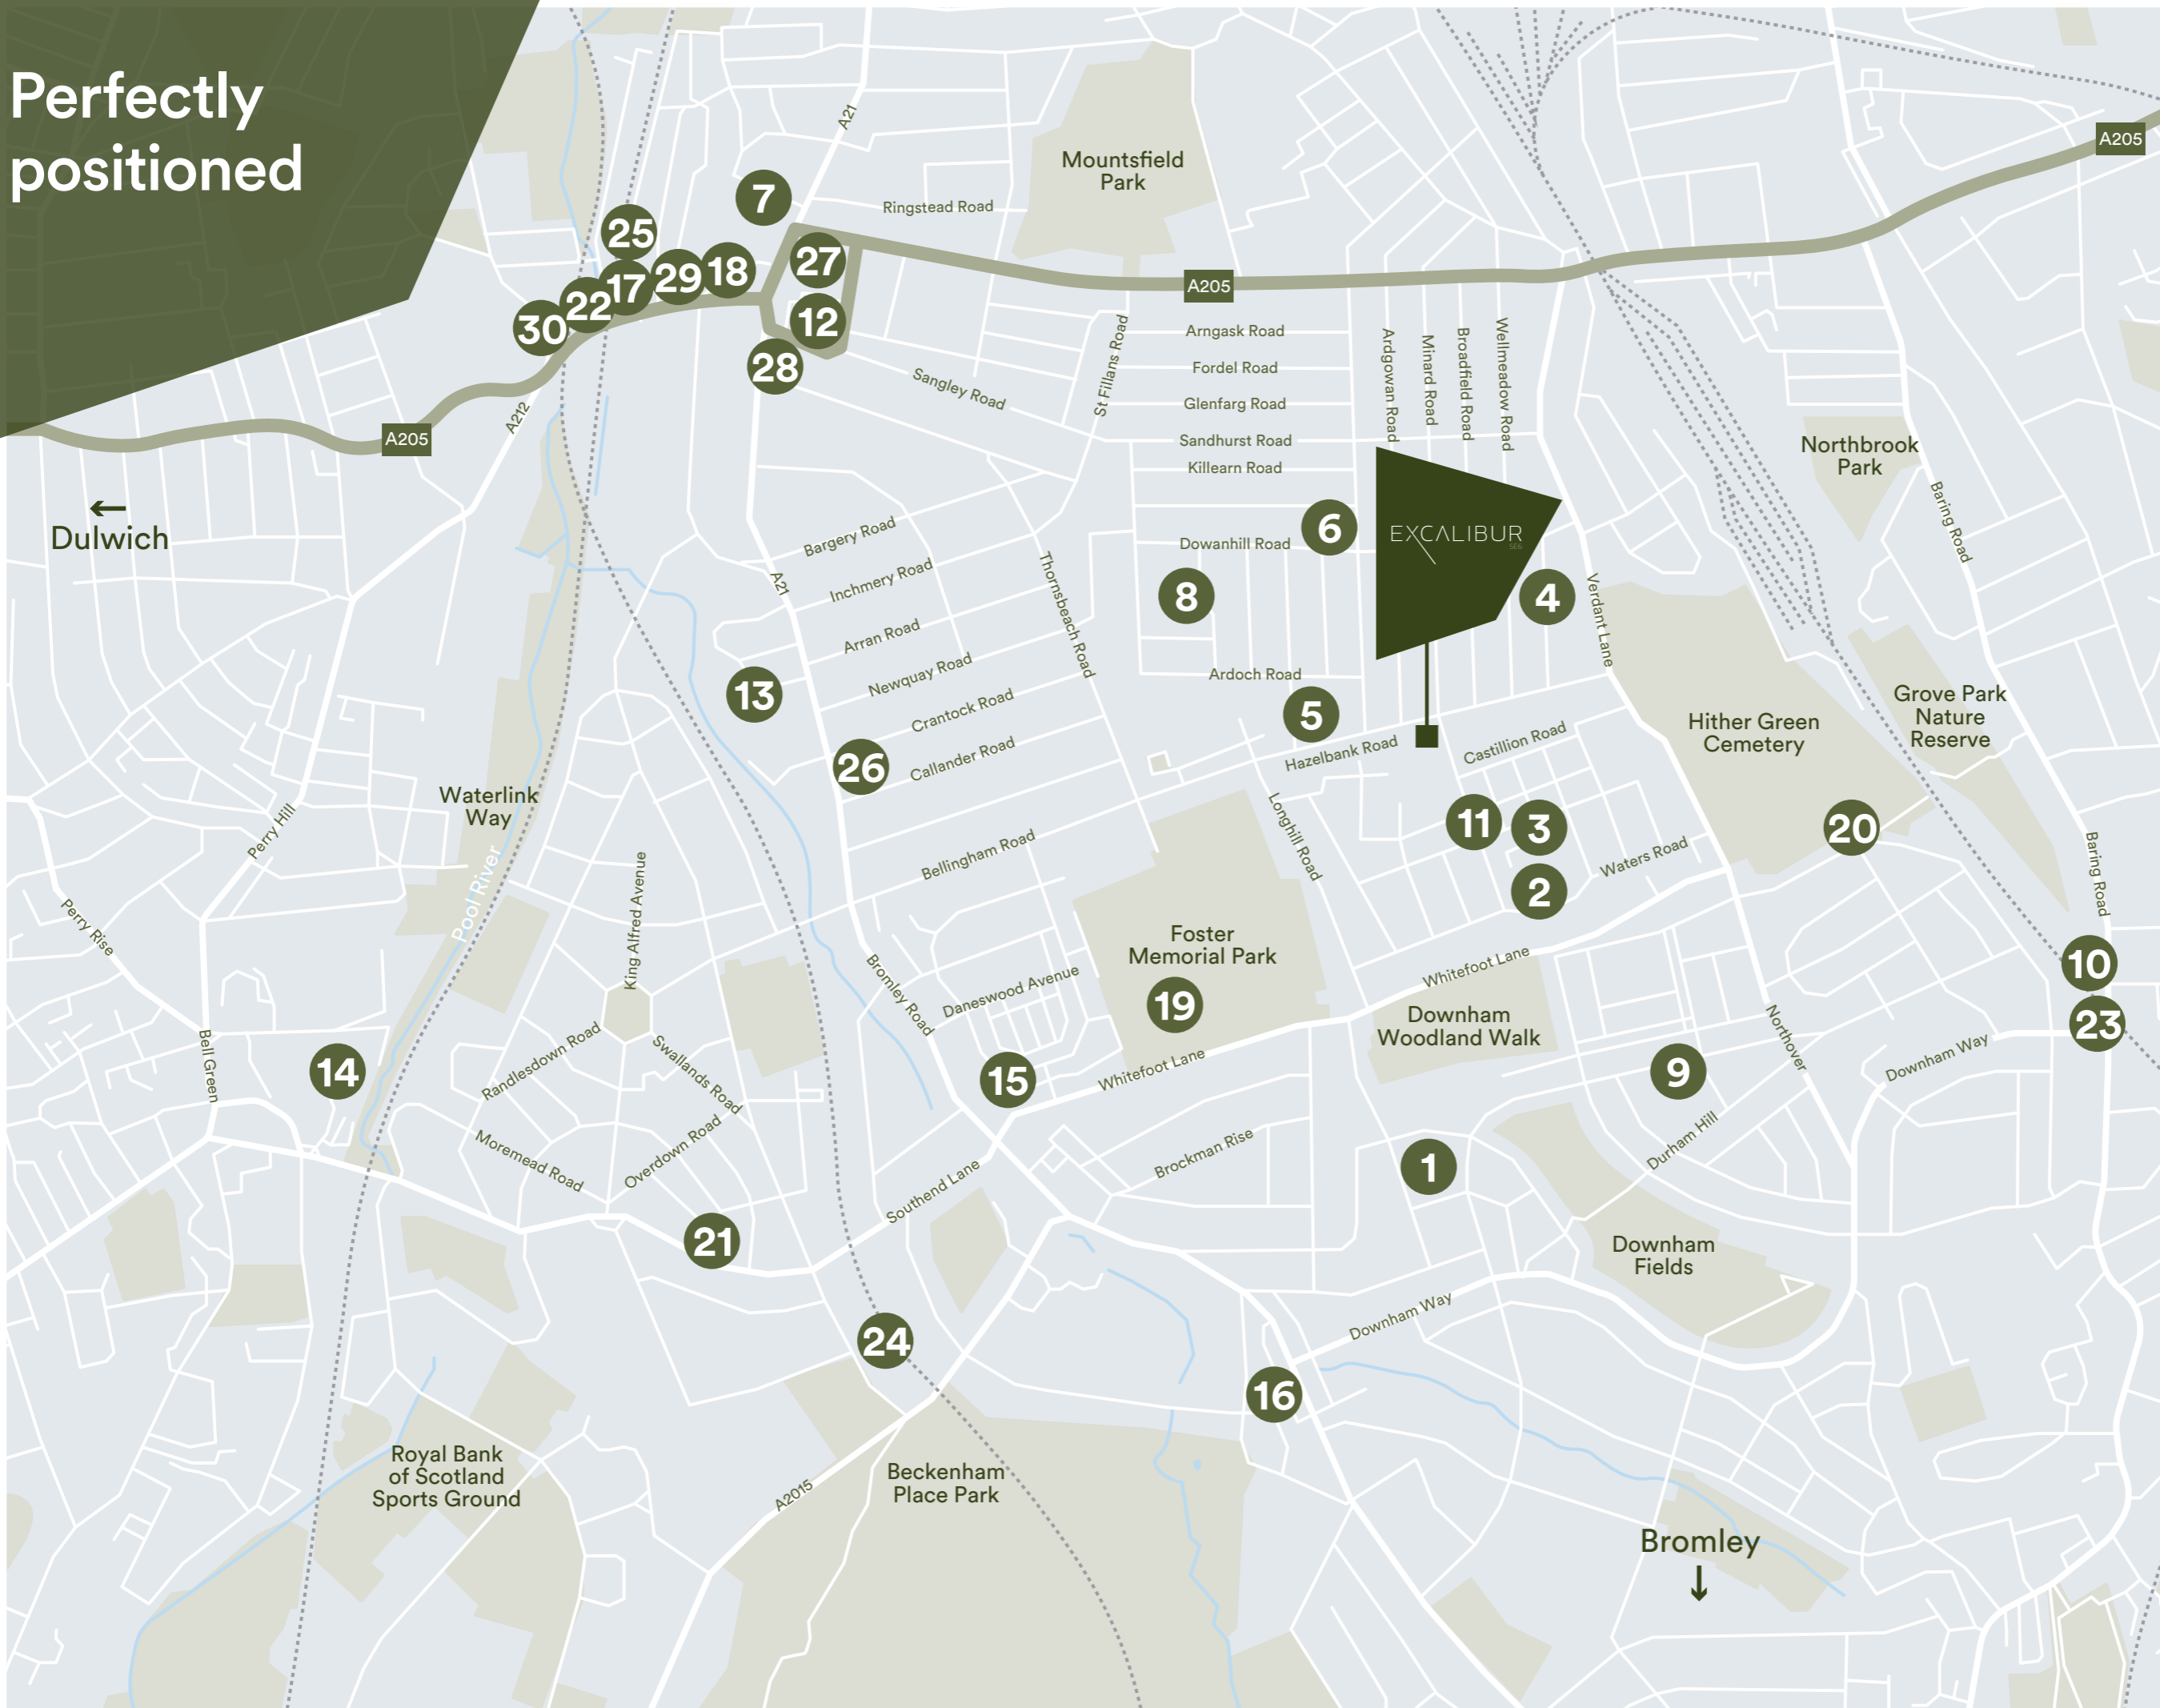 Perfectly
positioned
A21
A205
7
Mountsfield
Park
Ringstead Road
25
27
18
29
17
22
30
12
28
A205
Arngask Road
Fordel Road
Glenfarg Road
Sandhurst Road
Killearn Road
St Fillans Road
Ardgowan Road
Minard Road
Broadfield Road
Wellmeadow Road
Sangley Road
A212
A205
Northbrook
Park
Baring Road
←
Dulwich
EXCALIBUR
SE6
6
Dowanhill Road
8
4
Verdant Lane
Bargery Road
Inchmery Road
A21
Arran Road
Thornsbeach Road
Newquay Road
13
Crantock Road
Callander Road
26
Ardoch Road
5
Hazelbank Road
Castillion Road
Hither Green
Cemetery
Grove Park
Nature
Reserve
Waterlink
Way
Perry Hill
Pool River
King Alfred Avenue
Bellingham Road
Longhill Road
11
3
2
Waters Road
20
Baring Road
Perry Rise
Foster
Memorial Park
19
Whitefoot Lane
Downham
Woodland Walk
10
23
Bromley Road
Daneswood Avenue
Northover
Downham Way
Bell Green
14
Randlesdown Road
Swallands Road
15
Whitefoot Lane
9
Durham Hill
Moremead Road
Overdown Road
Southend Lane
Brockman Rise
1
21
Downham
Fields
24
Downham Way
16
Royal Bank
of Scotland
Sports Ground
A2015
Beckenham
Place Park
Bromley
↓